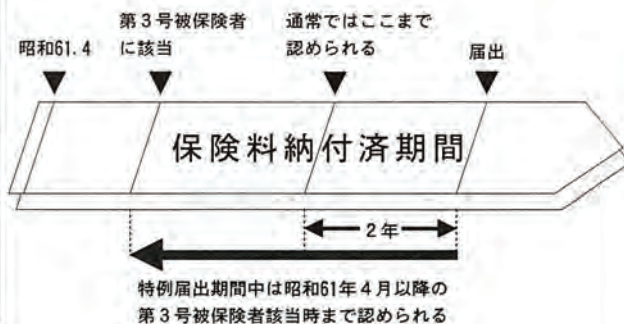 昭和61.4
第3号被保険者
に該当
通常ではここまで
認められる
届出
保険料納付済期間
2年
特例届出期間中は昭和61年4月以降の
第3号被保険者該当時まで認められる